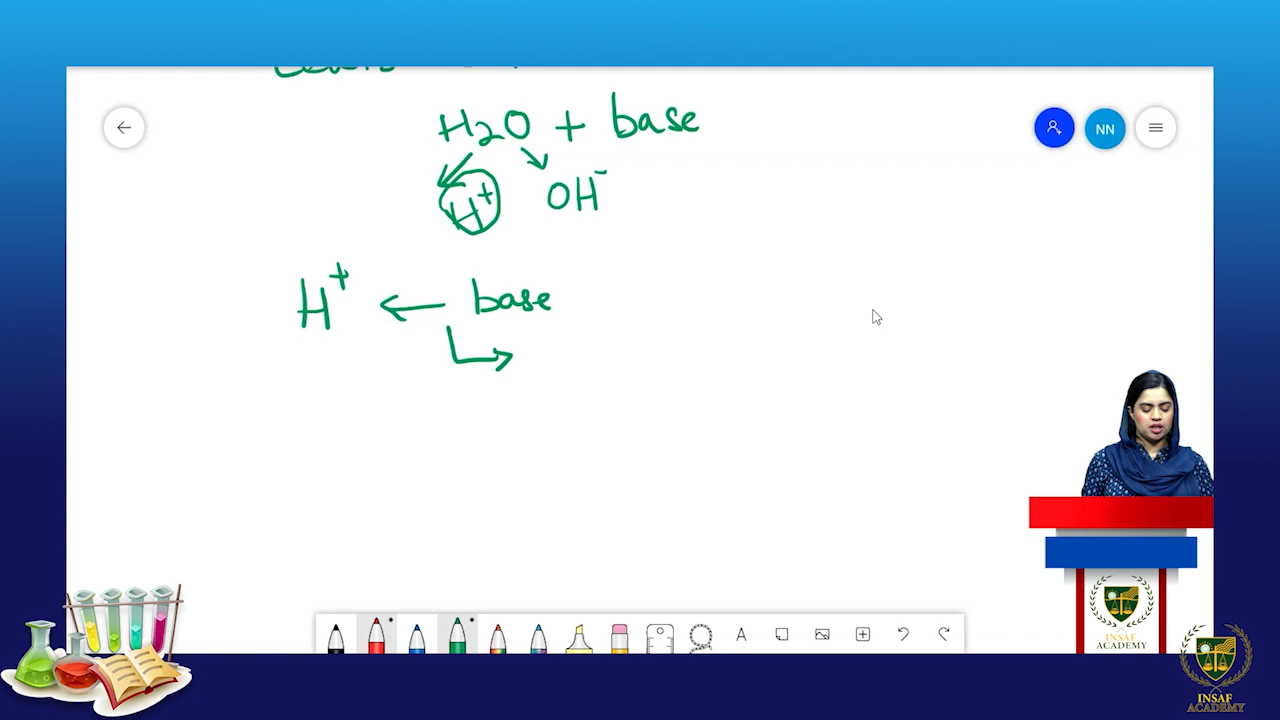 H2O + base
H+ OH-
H+ ← base
NN
A
INSAF
ACADEMY
INSAF
ACADEMY